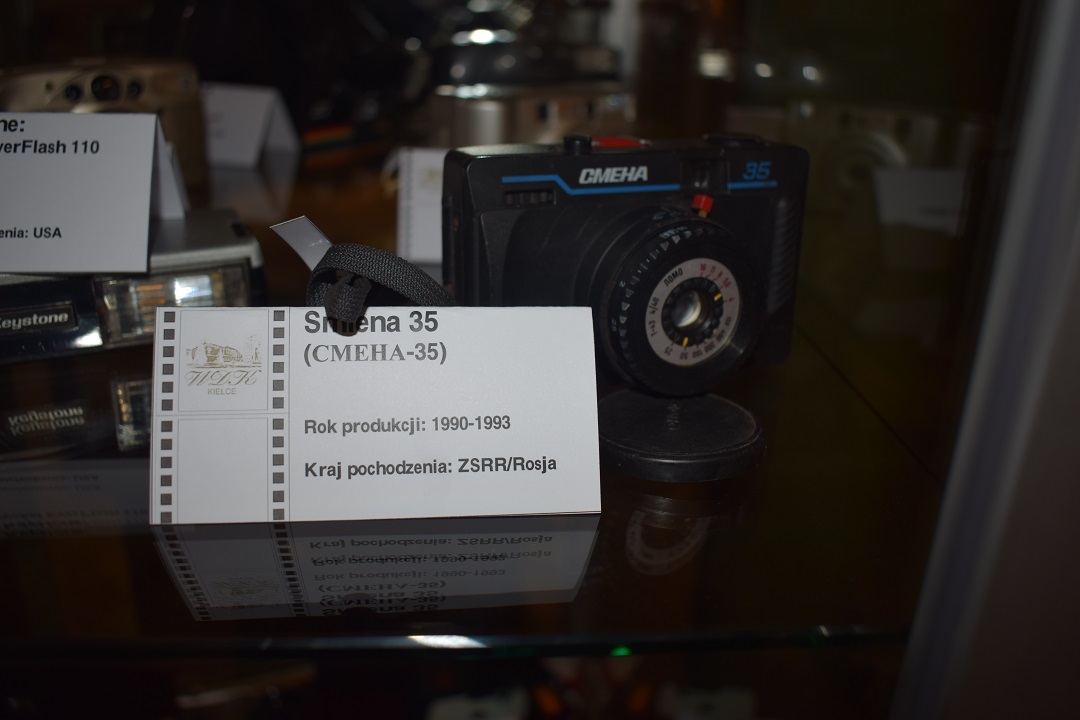 ne:
verFlash 110
enia: USA
Keystone
СМЕНА
35
ЛОМО
Smena 35
(СМЕНА-35)
WDK
KIELCE
Rok produkcji: 1990-1993
Kraj pochodzenia: ZSRR/Rosja